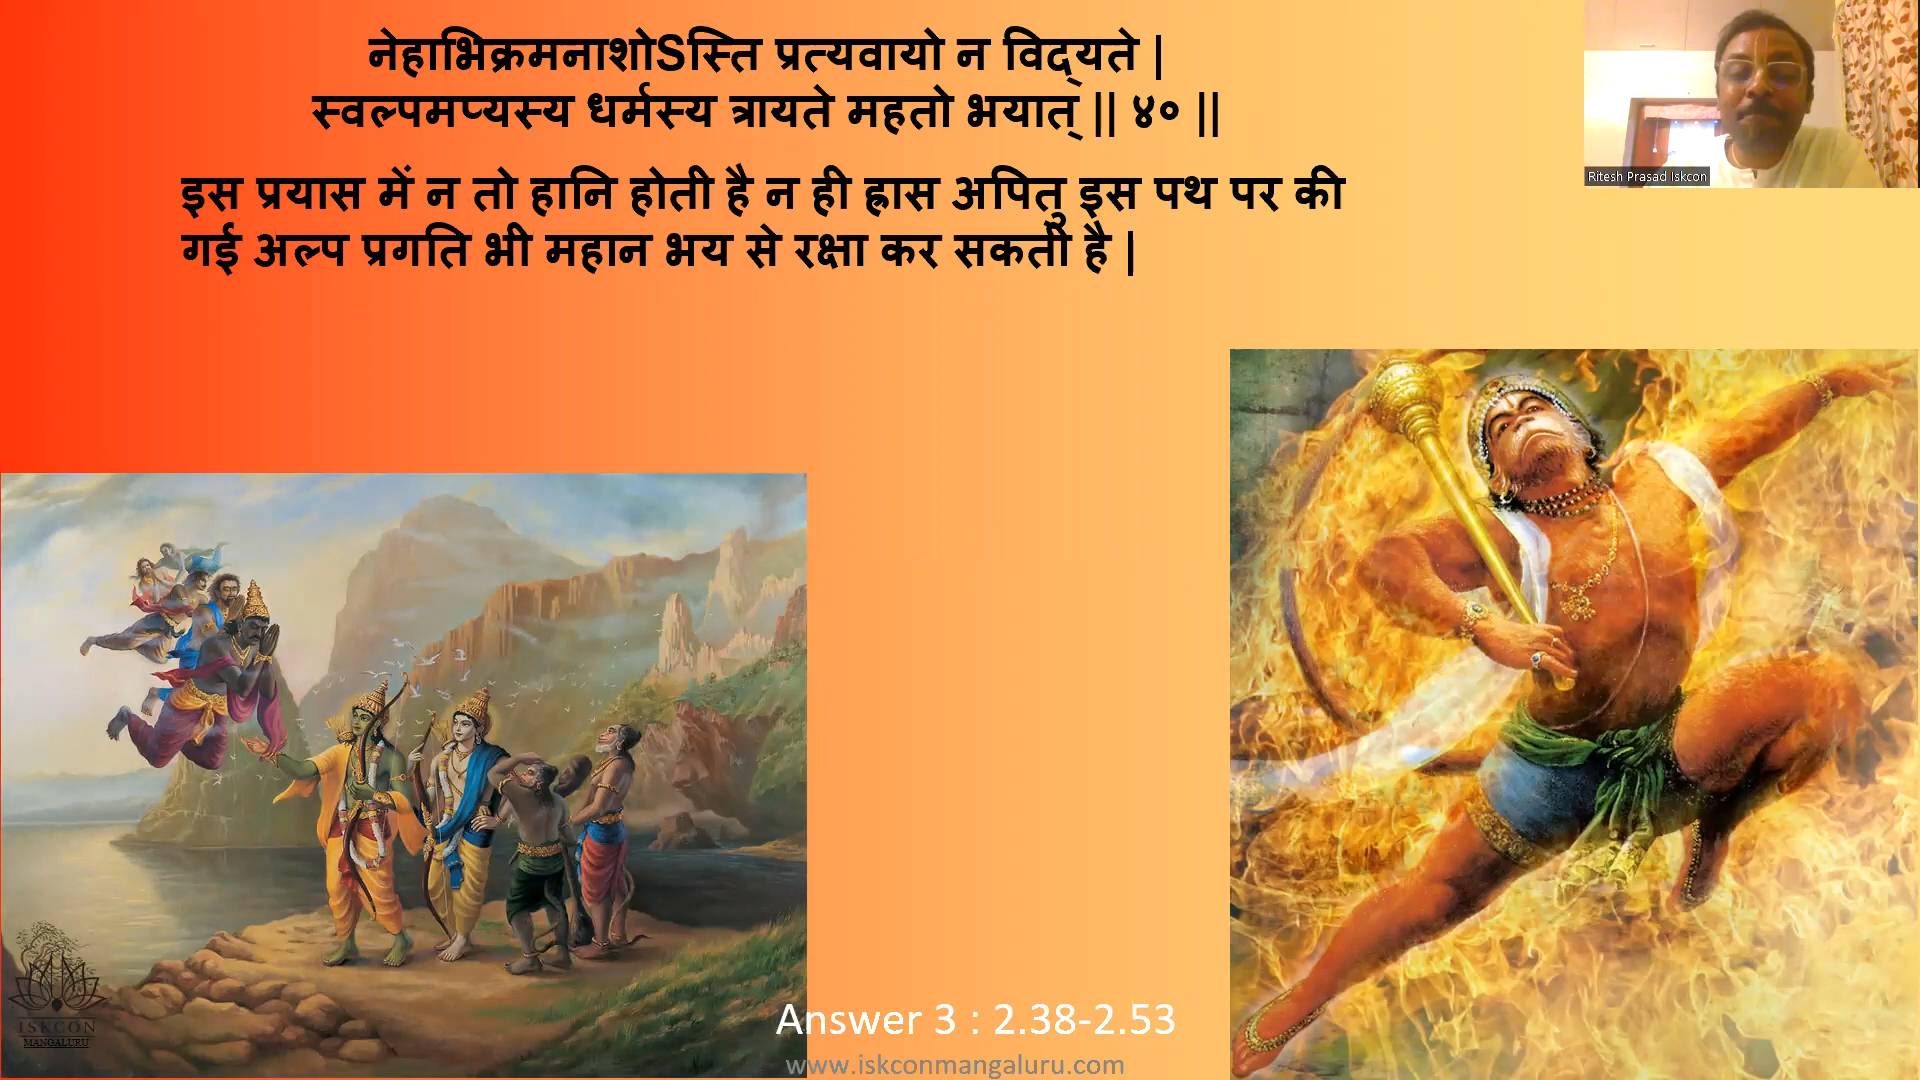 नेहाभिक्रमनाशोSस्ति प्रत्यवायो न विद्यते |
स्वल्पमप्यस्य धर्मस्य त्रायते महतो भयात् || ४० ||
इस प्रयास में न तो हानि होती है न ही ह्रास अपितु इस पथ पर की
गई अल्प प्रगति भी महान भय से रक्षा कर सकती है |
Ritesh Prasad Iskcon
ISKCON
MANGALURU
Answer 3 : 2.38-2.53
www.iskconmangaluru.com